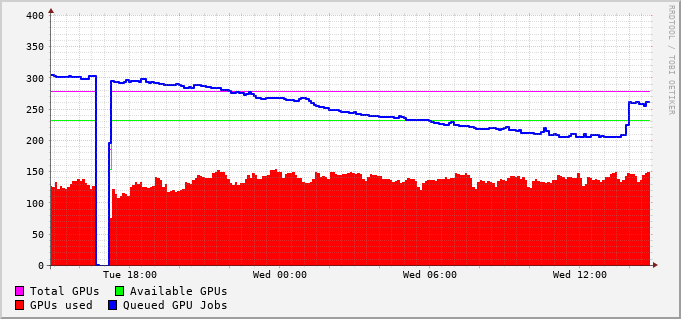 400
350
300
250
200
150
100
50
0
Tue 18:00 Wed 00:00 Wed 06:00 Wed 12:00
Total GPUs Available GPUs
GPUs used Queued GPU Jobs
RRDTOOL / TOBI OETIKER